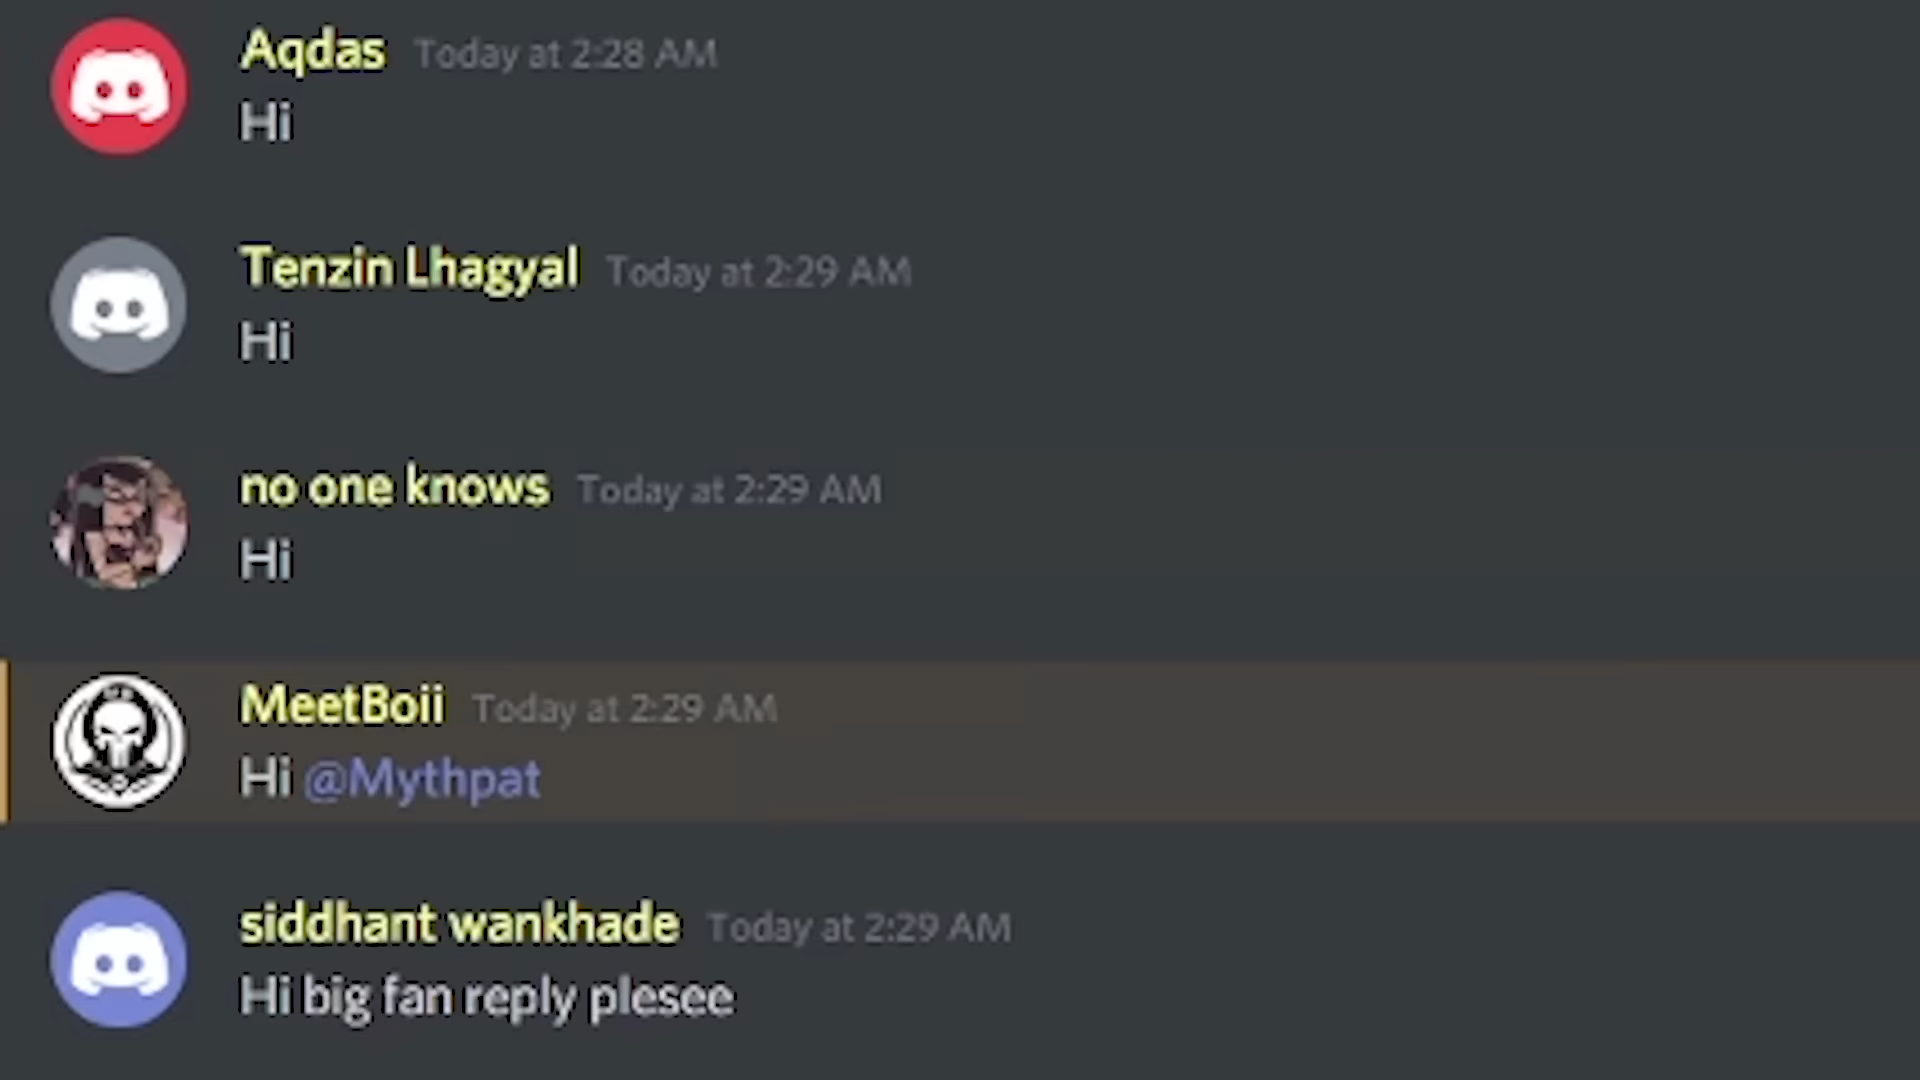 Aqdas Today at 2:28 AM
Hi
Tenzin Lhagyal Today at 2:29 AM
Hi
no one knows Today at 2:29 AM
Hi
MeetBoii Today at 2:29 AM
Hi @Mythpat
siddhant wankhade Today at 2:29 AM
Hi big fan reply plesee